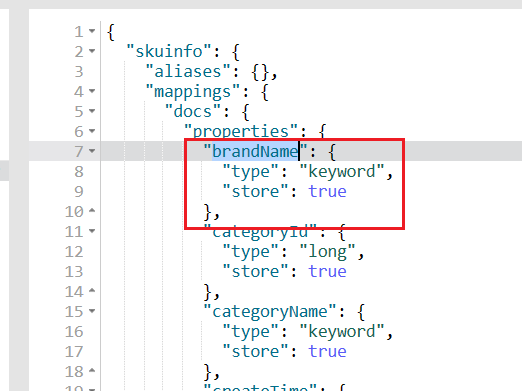 1 {
2 "skuinfo": {
3 "aliases": {},
4 "mappings": {
5 "docs": {
6 "properties": {
7 "brandName": {
8 "type": "keyword",
9 "store": true
10 },
11 "categoryId": {
12 "type": "long",
13 "store": true
14 },
15 "categoryName": {
16 "type": "keyword",
17 "store": true
18 },
19 "createTime": {